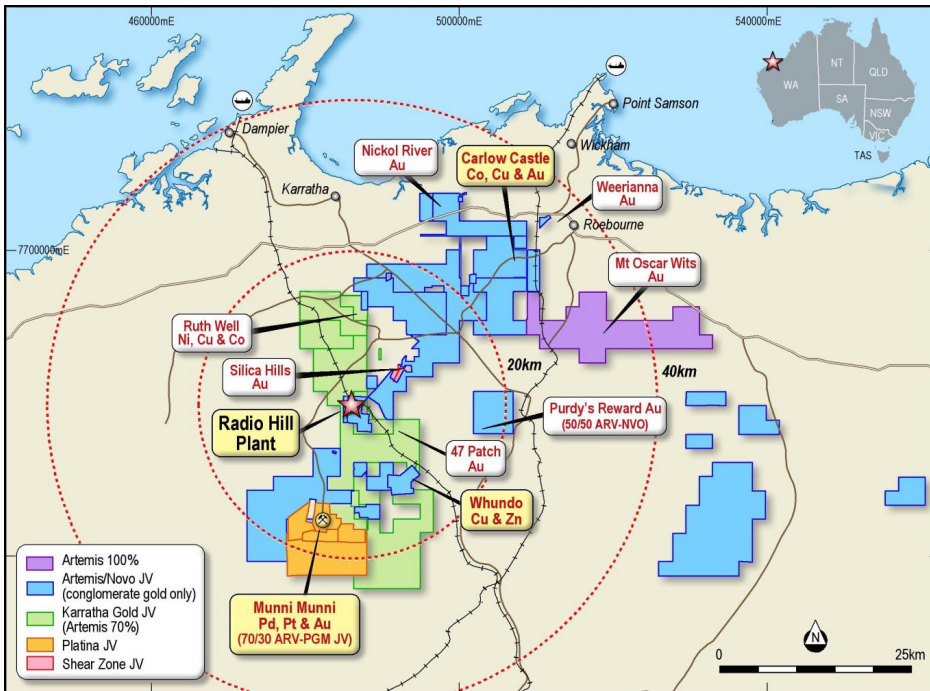 460000mE
500000mE
540000mE
NT
QLD
WA
SA
NSW
VIC
TAS
Point Samson
Dampier
Wickham
Nickol River
Au
Carlow Castle
Co, Cu & Au
Weerianna
Au
Karratha
Roebourne
7700000mE
Mt Oscar Wits
Au
Ruth Well
Ni, Cu & Co
Silica Hills
Au
20km
40km
Radio Hill
Plant
Purdy's Reward Au
(50/50 ARV-NVO)
47 Patch
Au
Whundo
Cu & Zn
Artemis 100%
Artemis/Novo JV
(conglomerate gold only)
Karratha Gold JV
(Artemis 70%)
Platina JV
Shear Zone JV
Munni Munni
Pd, Pt & Au
(70/30 ARV-PGM JV)
N
0
25km